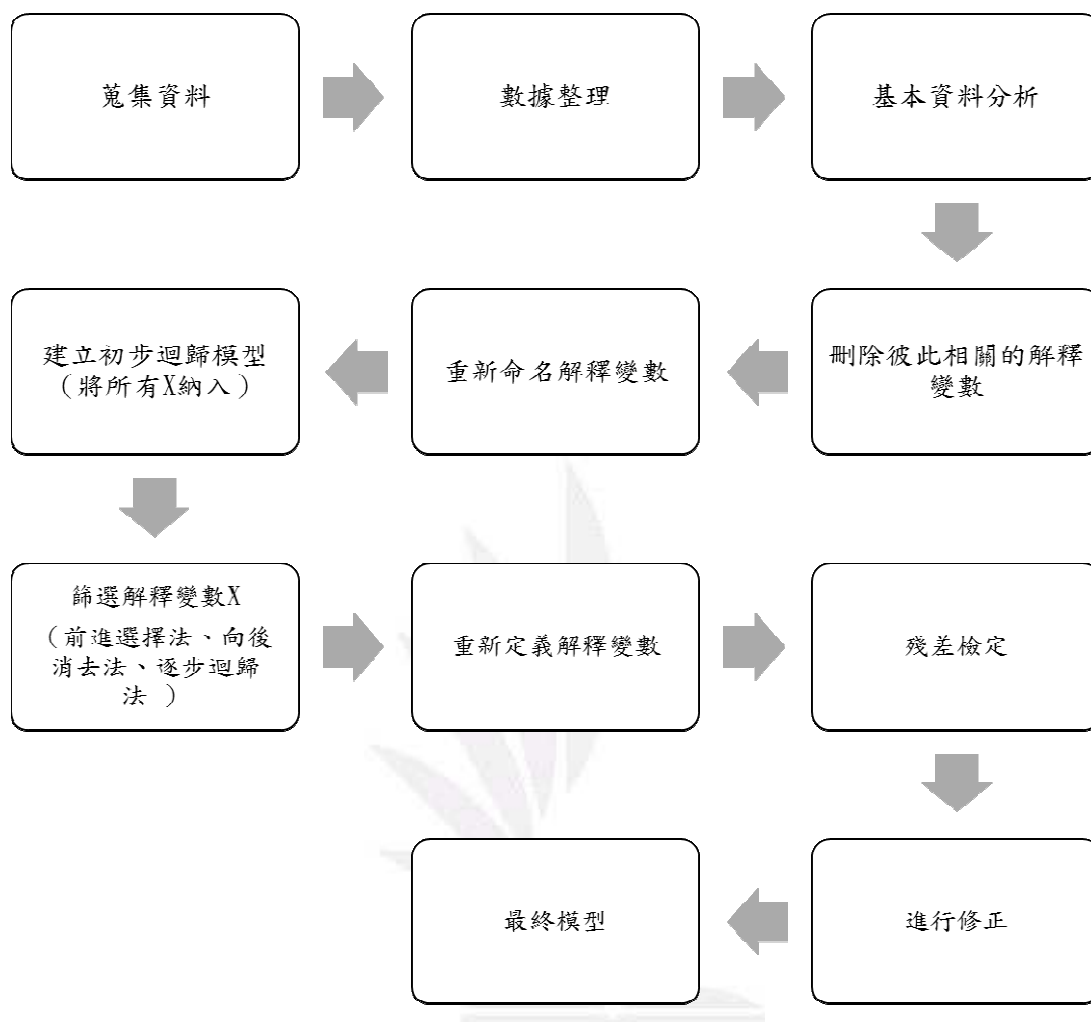 蒐集資料
數據整理
基本資料分析
刪除彼此相關的解釋
變數
重新命名解釋變數
建立初步迴歸模型
（將所有X納入）
篩選解釋變數X
（前進選擇法、向後
消去法、逐步迴歸
法 ）
重新定義解釋變數
殘差檢定
進行修正
最終模型